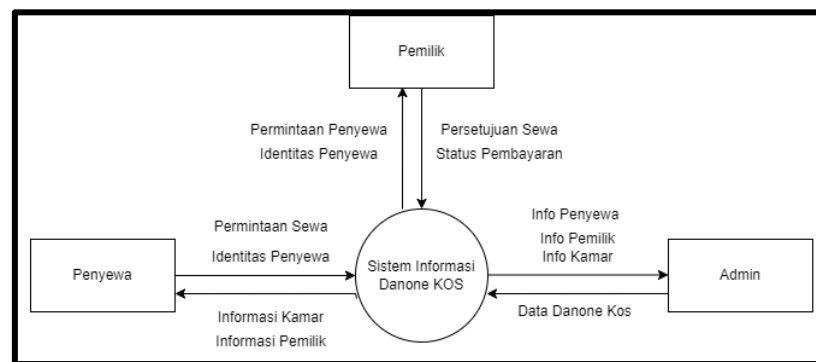 Pemilik
Permintaan Penyewa
Identitas Penyewa
Persetujuan Sewa
Status Pembayaran
Permintaan Sewa
Identitas Penyewa
Penyewa
Informasi Kamar
Informasi Pemilik
Sistem Informasi
Danone KOS
Info Penyewa
Info Pemilik
Info Kamar
Admin
Data Danone Kos